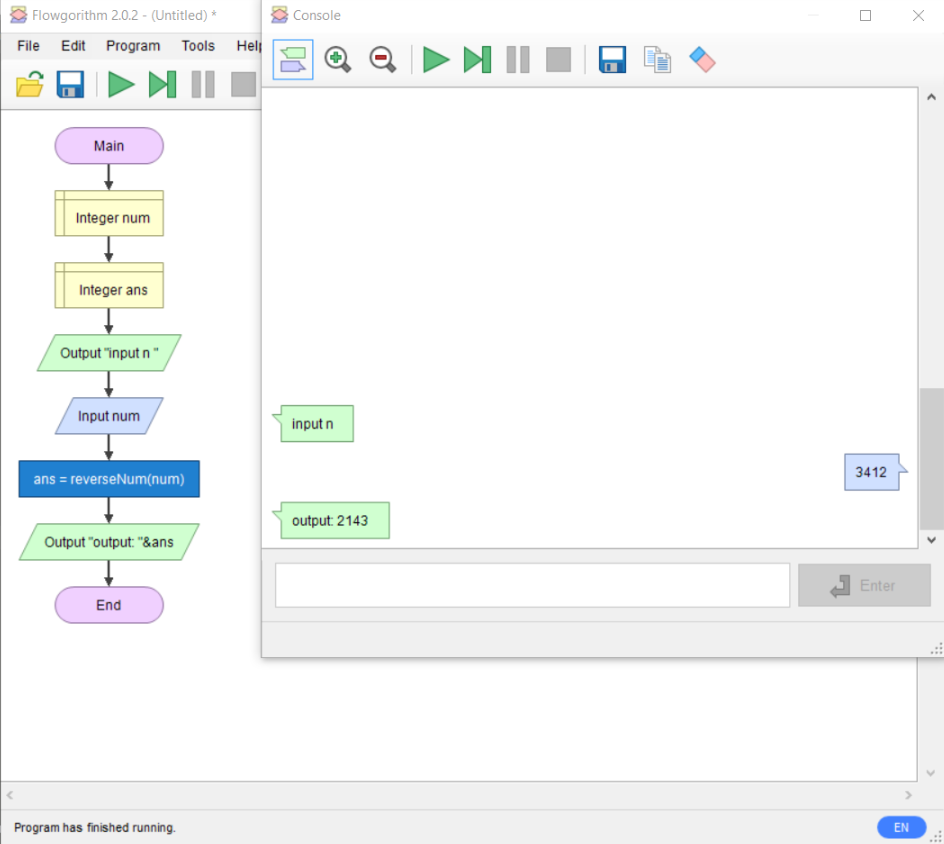 Flowgorithm 2.0.2 - (Untitled) *
File Edit Program Tools Help
Main
Integer num
Integer ans
Output "input n "
Input num
ans = reverseNum(num)
Output "output: "&ans
End
Console
input n
3412
output: 2143
Enter
Program has finished running.
EN